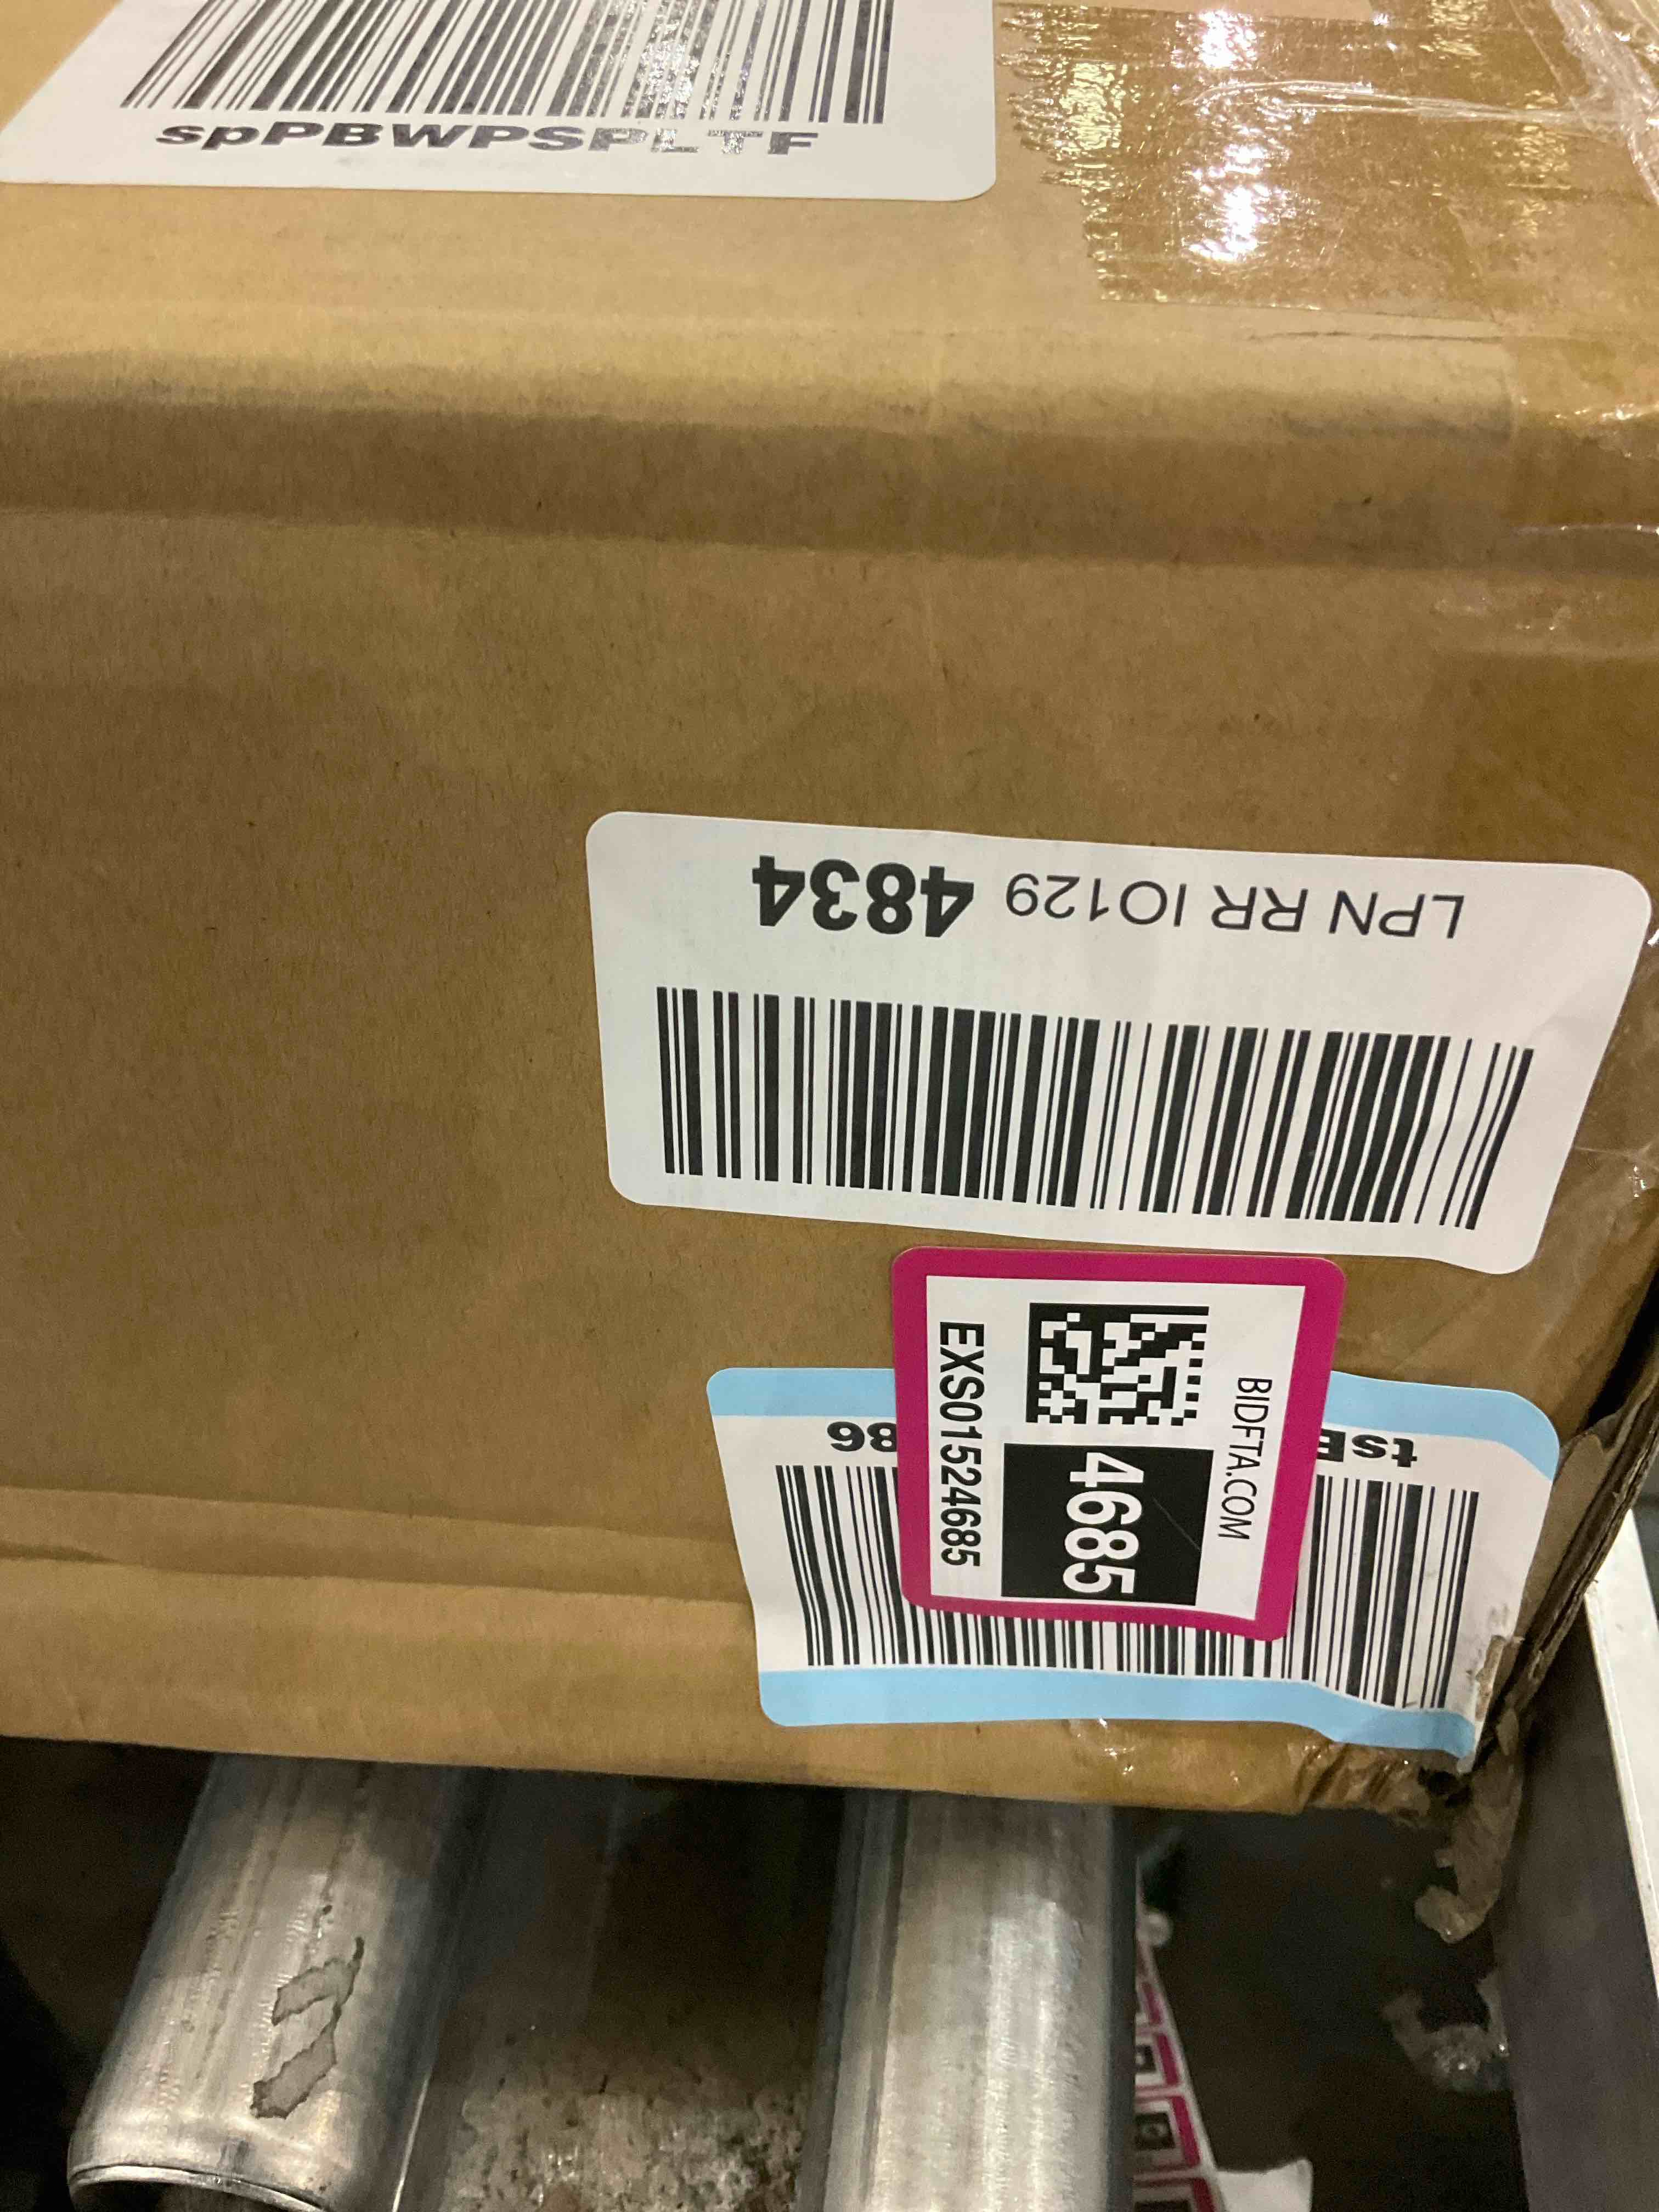 spPBWPSPLTF
LPN RR IO129 4834
BIDFTA.COM
4685
EXS01524685